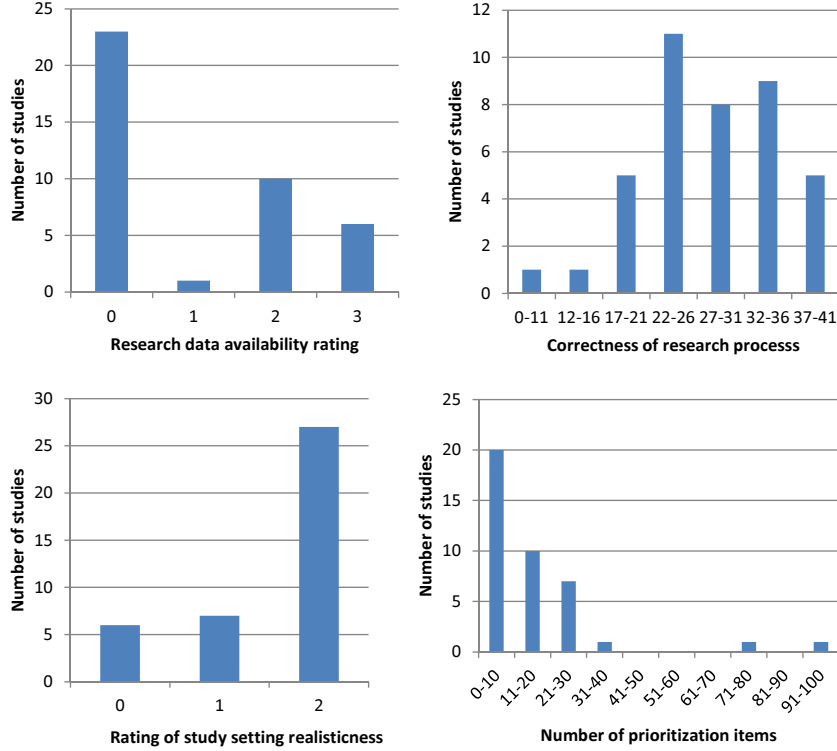 Number of studies
25
20
15
10
5
0
0 1 2 3
Research data availability rating
Number of studies
12
10
8
6
4
2
0
0-11 12-16 17-21 22-26 27-31 32-36 37-41
Correctness of research processs
Number of studies
30
25
20
15
10
5
0
0 1 2
Rating of study setting realisticness
Number of studies
25
20
15
10
5
0
0-10 11-20 21-30 31-40 41-50 51-60 61-70 71-80 81-90 91-100
Number of prioritization items